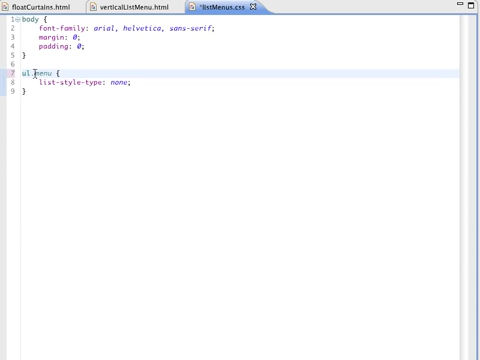 floatCurtains.html verticalListMenu.html *listMenus.css
1 body {
2 font-family: arial, helvetica, sans-serif;
3 margin: 0;
4 padding: 0;
5 }
6
7 ul.menu {
8 list-style-type: none;
9 }